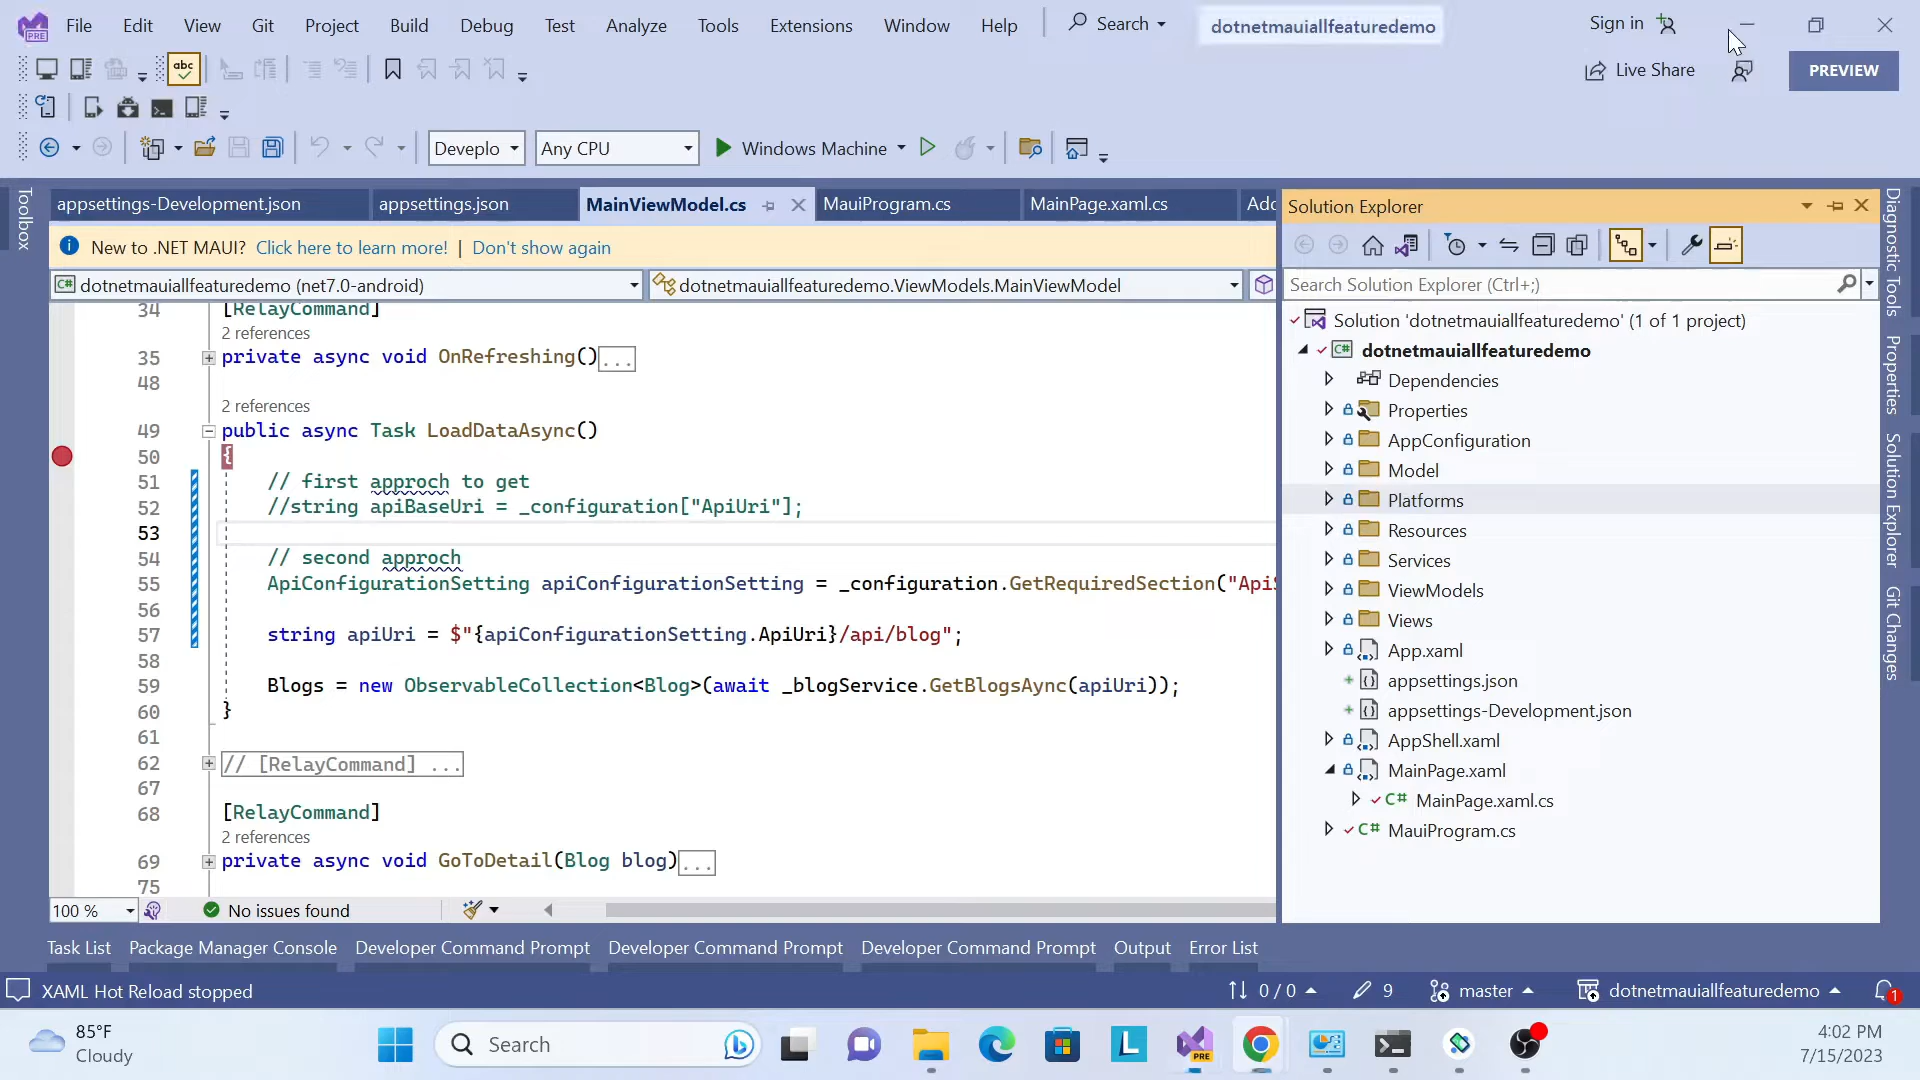 PRE File Edit View Git Project Build Debug Test Analyze Tools Extensions Window Help Search dotnetmauiallfeaturedemo Sign in
abc Live Share PREVIEW
Developlo Any CPU Windows Machine
Toolbox appsettings-Development.json appsettings.json MainViewModel.cs MauiProgram.cs MainPage.xaml.cs
New to .NET MAUI? Click here to learn more! | Don't show again
C# dotnetmauiallfeaturedemo (net7.0-android) dotnetmauiallfeaturedemo.ViewModels.MainViewModel
34 [RelayCommand]
2 references
35 private async void OnRefreshing()...
48
2 references
49 public async Task LoadDataAsync()
50 {
51 // first approch to get
52 //string apiBaseUri = _configuration["ApiUri"];
53
54 // second approch
55 ApiConfigurationSetting apiConfigurationSetting = _configuration.GetRequiredSection("ApiS
56
57 string apiUri = $"{apiConfigurationSetting.ApiUri}/api/blog";
58
59 Blogs = new ObservableCollection<Blog>(await _blogService.GetBlogsAync(apiUri));
60 }
61
62 // [RelayCommand] ...
67
68 [RelayCommand]
2 references
69 private async void GoToDetail(Blog blog)...
75
100 % No issues found
Solution Explorer
Search Solution Explorer (Ctrl+;)
Solution 'dotnetmauiallfeaturedemo' (1 of 1 project)
C# dotnetmauiallfeaturedemo
Dependencies
Properties
AppConfiguration
Model
Platforms
Resources
Services
ViewModels
Views
App.xaml
appsettings.json
appsettings-Development.json
AppShell.xaml
MainPage.xaml
C# MainPage.xaml.cs
C# MauiProgram.cs
Diagnostic Tools
Properties
Solution Explorer
Git Changes
Task List Package Manager Console Developer Command Prompt Developer Command Prompt Developer Command Prompt Output Error List
XAML Hot Reload stopped 0 / 0 9 master dotnetmauiallfeaturedemo 1
85°F
Cloudy
Search L PRE
4:02 PM
7/15/2023